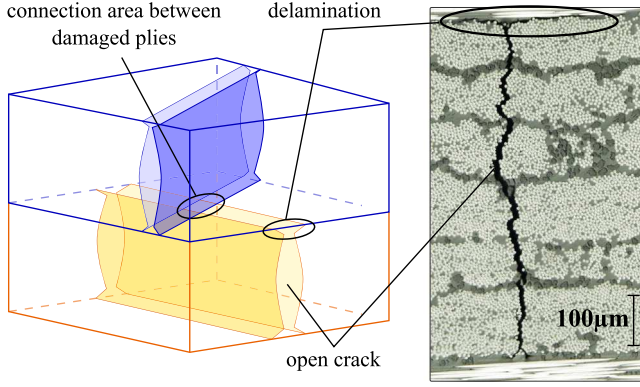 connection area between
damaged plies
delamination
open crack
100μm